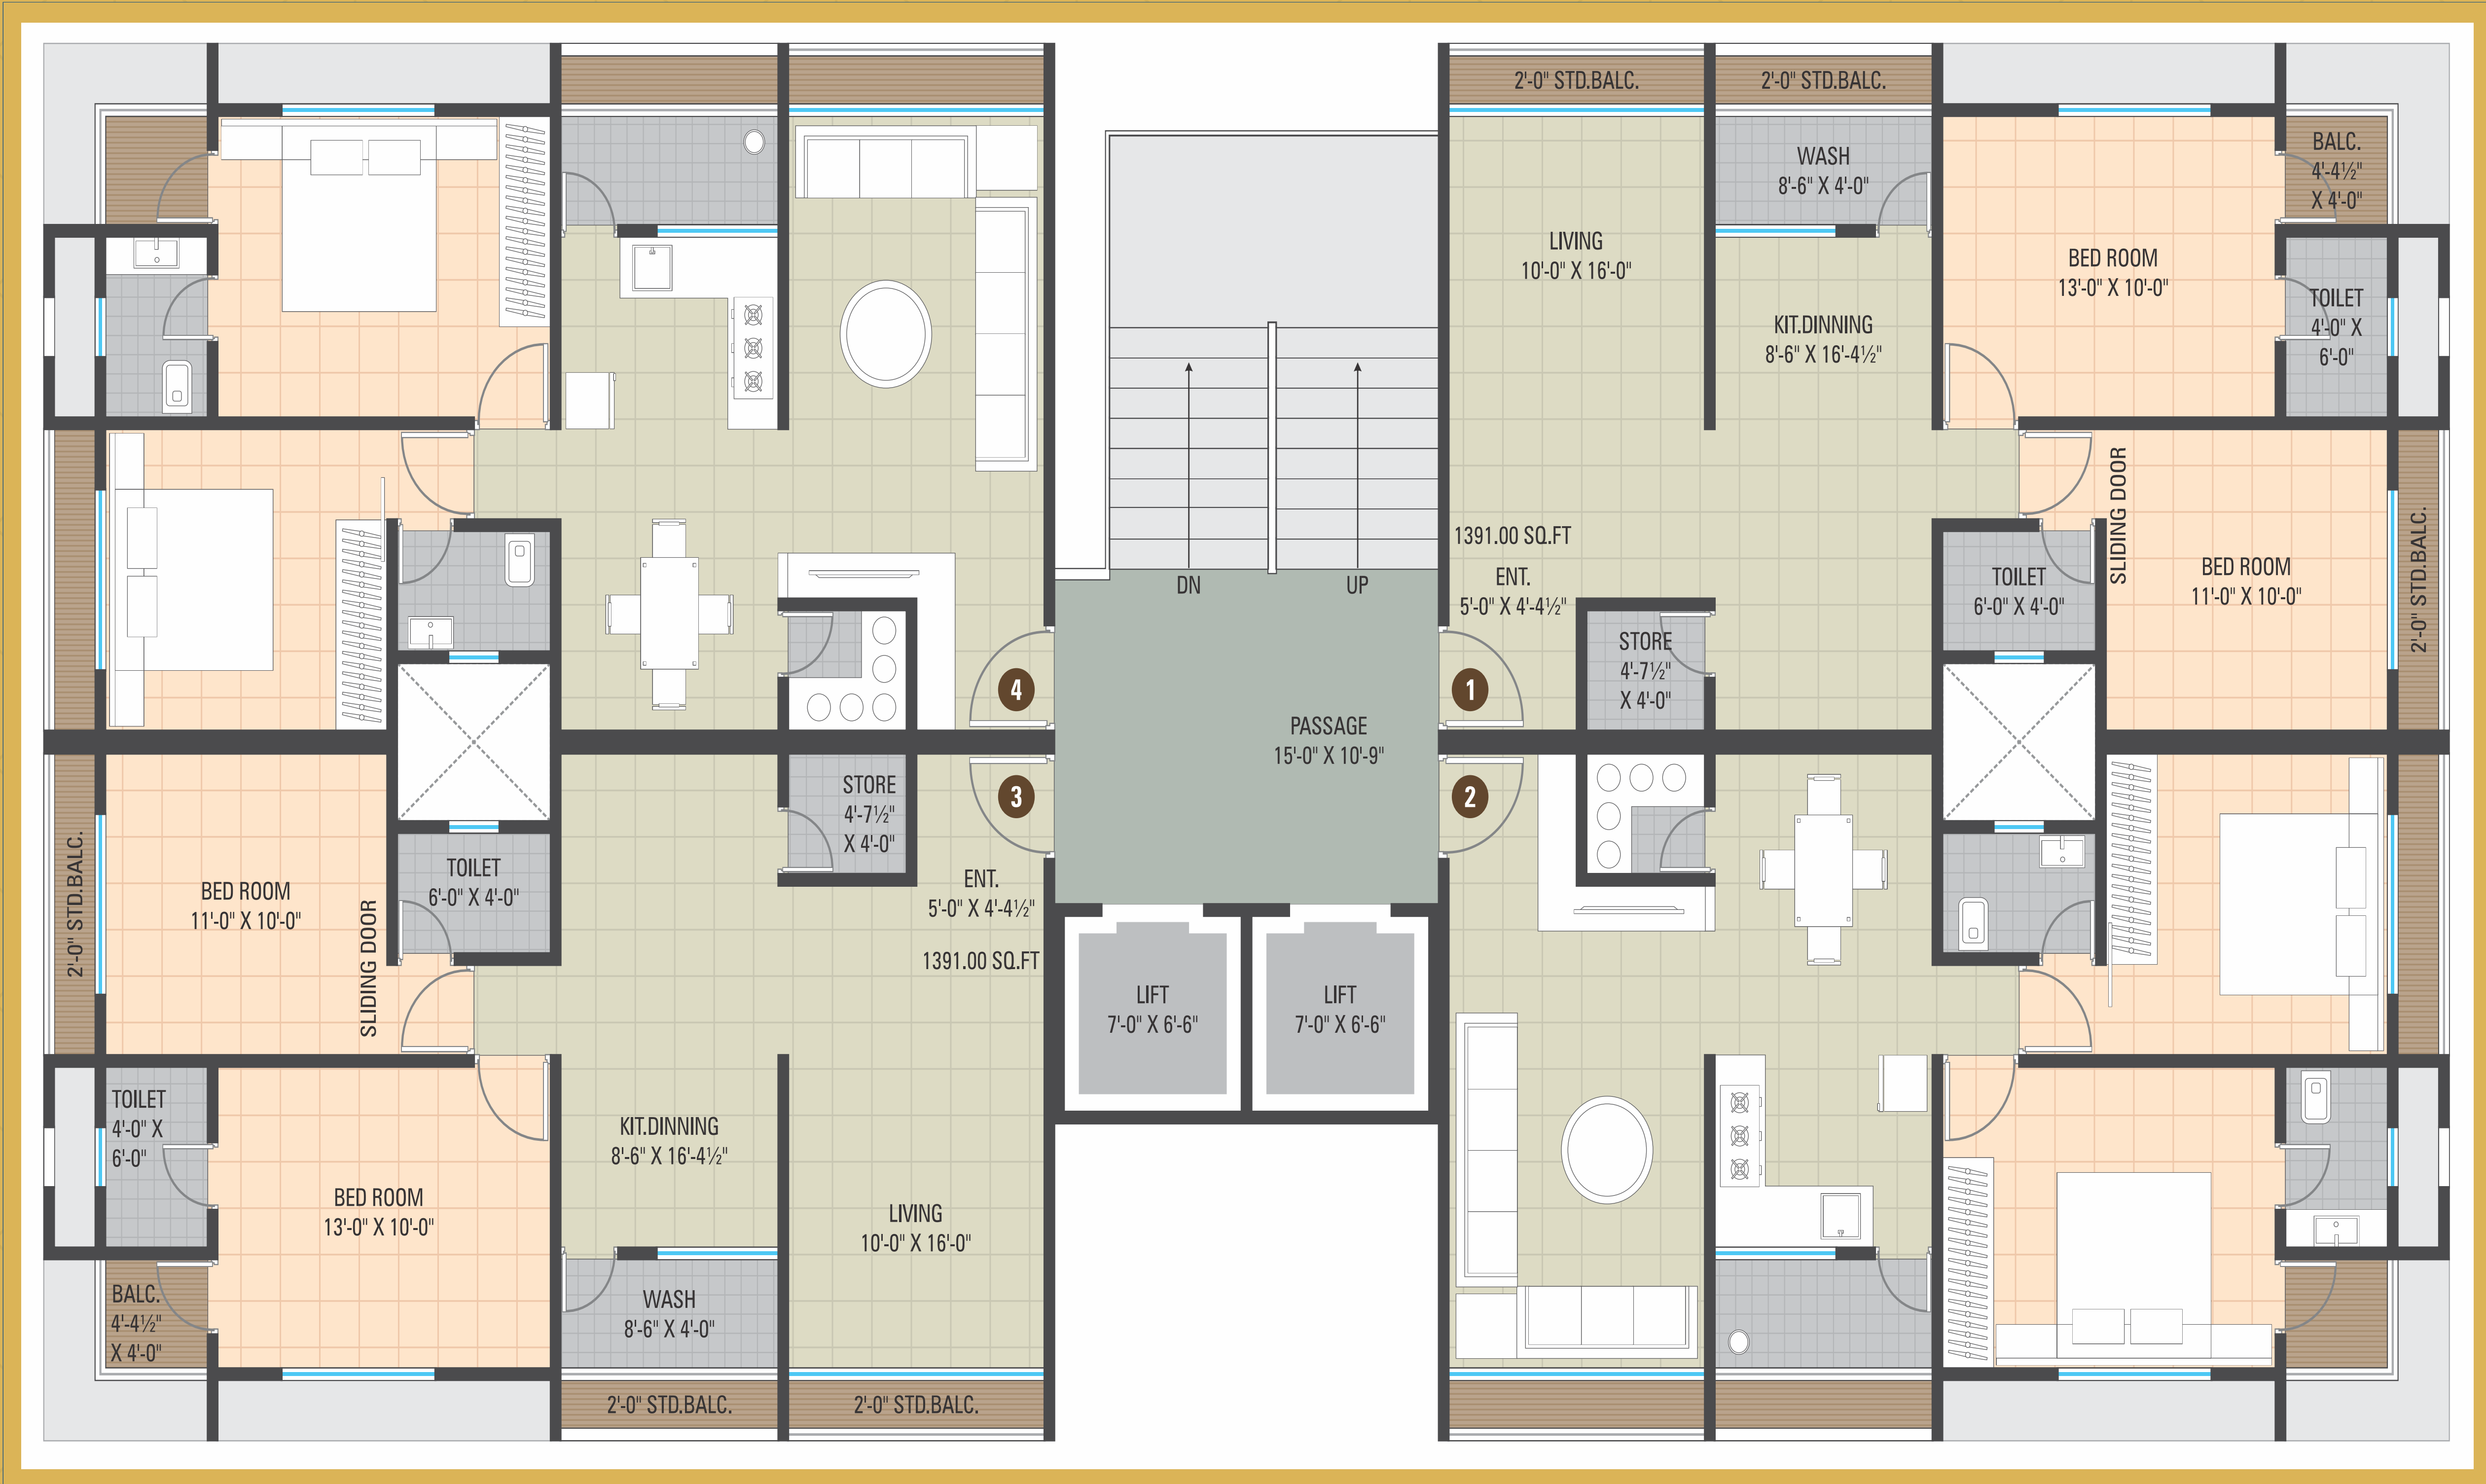 2'-0" STD.BALC.
2'-0" STD.BALC.
WASH
8'-6" X 4'-0"
BALC.
4'-4½"
X 4'-0"
LIVING
10'-0" X 16'-0"
BED ROOM
13'-0" X 10'-0"
KIT.DINNING
8'-6" X 16'-4½"
TOILET
4'-0" X
6'-0"
1391.00 SQ.FT
ENT.
5'-0" X 4'-4½"
STORE
4'-7½"
X 4'-0"
TOILET
6'-0" X 4'-0"
SLIDING DOOR
BED ROOM
11'-0" X 10'-0"
2'-0" STD.BALC.
DN
UP
4
1
PASSAGE
15'-0" X 10'-9"
3
2
STORE
4'-7½"
X 4'-0"
ENT.
5'-0" X 4'-4½"
1391.00 SQ.FT
2'-0" STD.BALC.
BED ROOM
11'-0" X 10'-0"
SLIDING DOOR
TOILET
6'-0" X 4'-0"
LIFT
7'-0" X 6'-6"
LIFT
7'-0" X 6'-6"
TOILET
4'-0" X
6'-0"
BED ROOM
13'-0" X 10'-0"
KIT.DINNING
8'-6" X 16'-4½"
LIVING
10'-0" X 16'-0"
BALC.
4'-4½"
X 4'-0"
WASH
8'-6" X 4'-0"
2'-0" STD.BALC.
2'-0" STD.BALC.